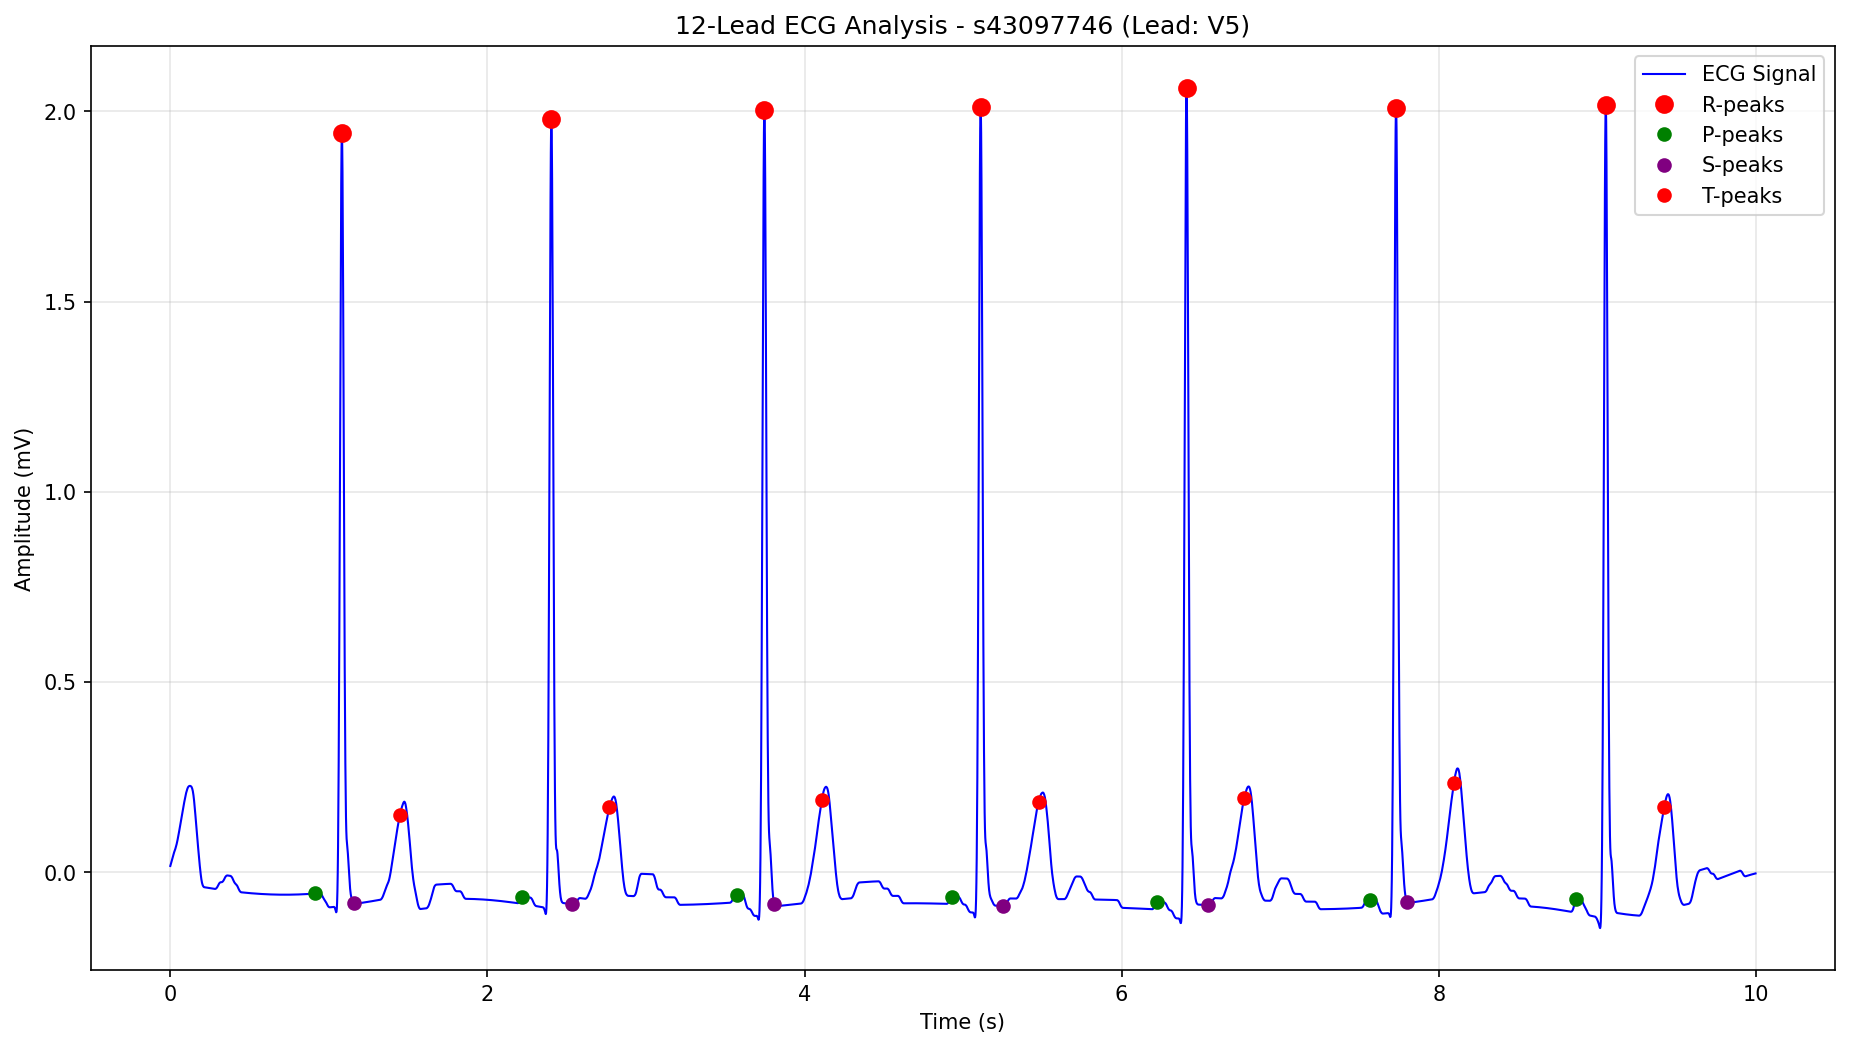 12-Lead ECG Analysis - s43097746 (Lead: V5)
ECG Signal
R-peaks
P-peaks
S-peaks
T-peaks
2.0
1.5
1.0
0.5
0.0
Amplitude (mV)
0 2 4 6 8 10
Time (s)